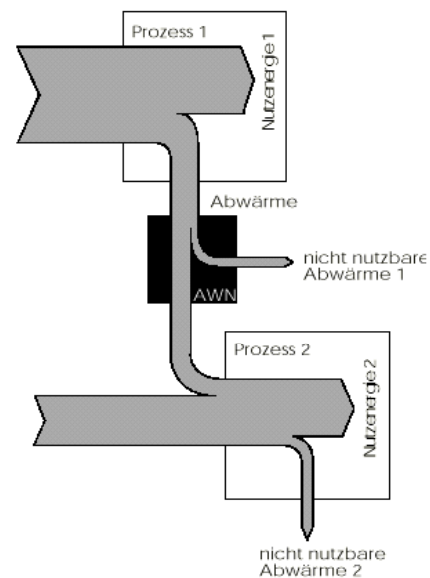 Prozess 1
Nutzenergie 1
Abwärme
nicht nutzbare
Abwärme 1
AWN
Prozess 2
Nutzenergie 2
nicht nutzbare
Abwärme 2